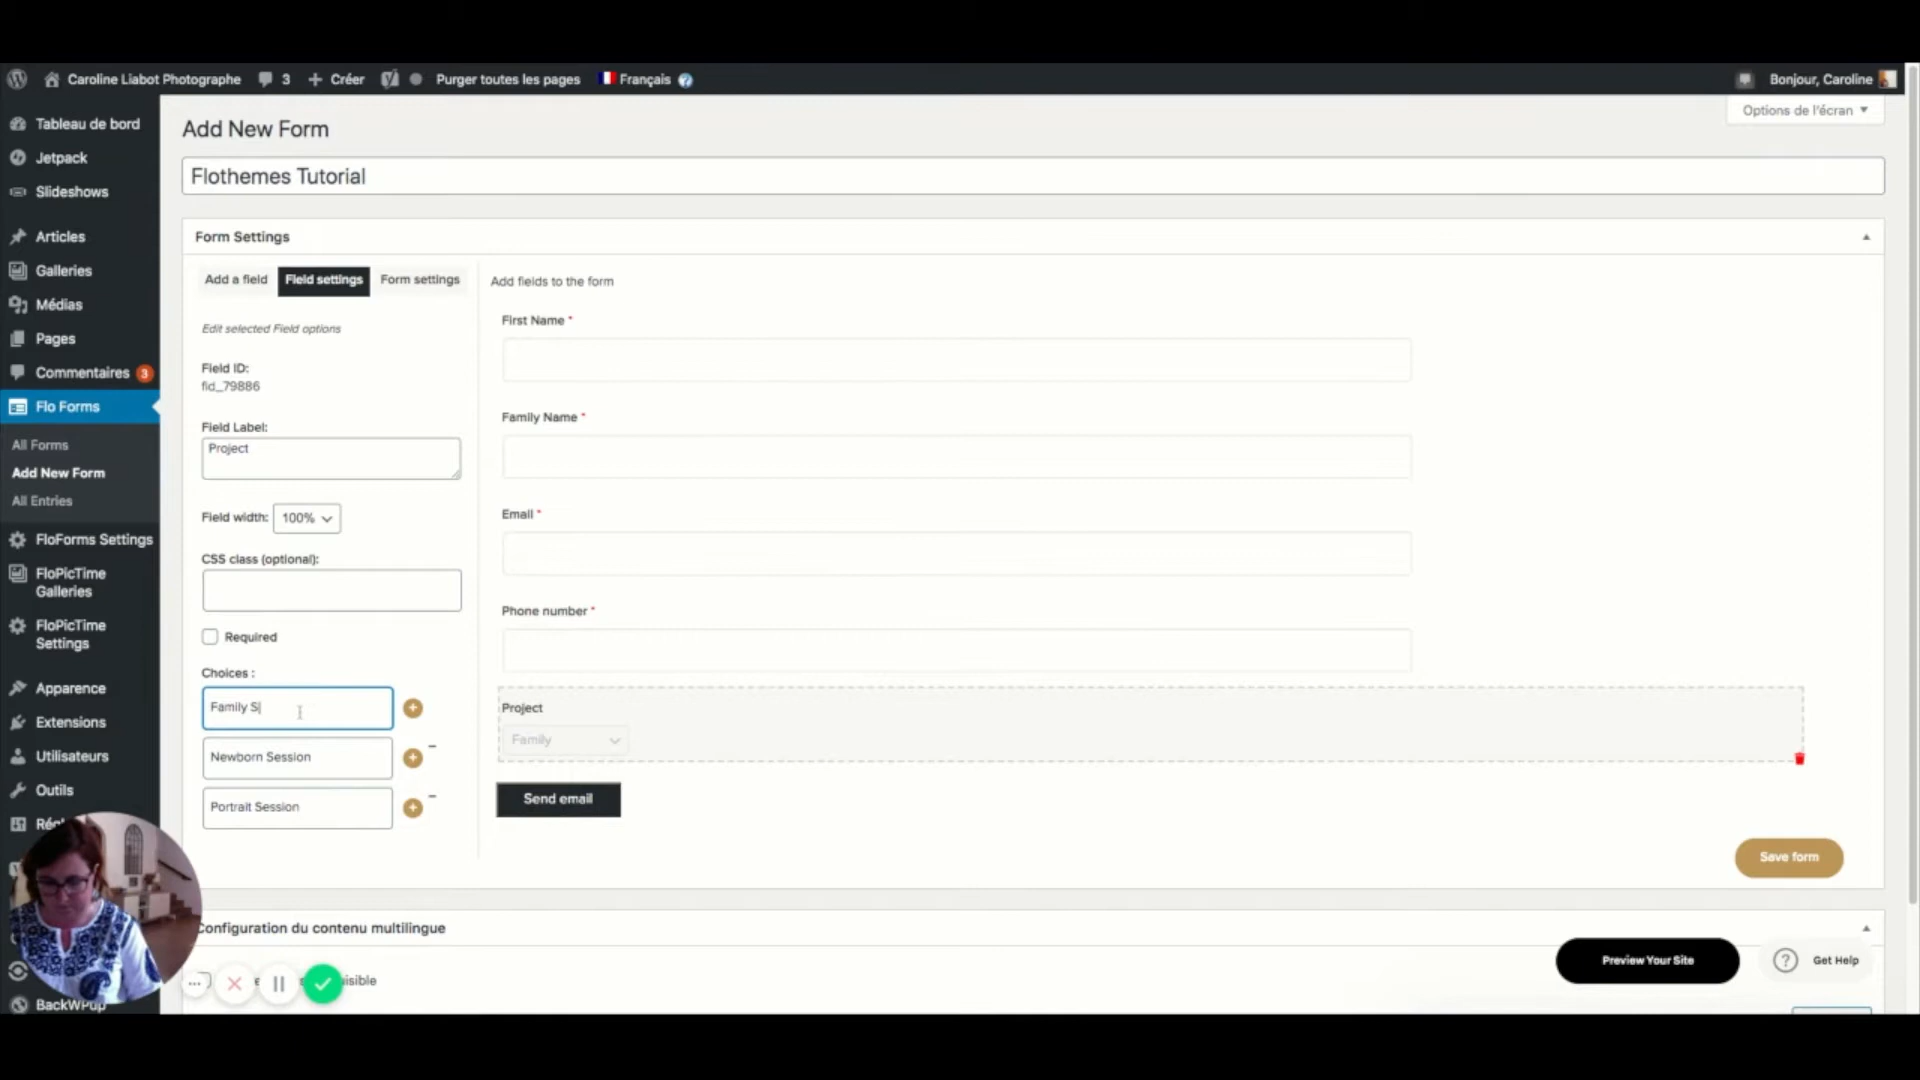 Caroline Liabot Photographe 3 Créer Purger toutes les pages Français Bonjour, Caroline
Options de l'écran
Tableau de bord
Jetpack
Slideshows
Articles
Galleries
Médias
Pages
Commentaires 3
Flo Forms
All Forms
Add New Form
All Entries
FloForms Settings
FloPicTime
Galleries
FloPicTime
Settings
Apparence
Extensions
Utilisateurs
Outils
BackWPup
Add New Form
Flothemes Tutorial
Form Settings
Add a field Field settings Form settings
Edit selected Field options
Field ID:
fid_79886
Field Label:
Project
Field width: 100%
CSS class (optional):
Required
Choices :
Family S
Newborn Session
Portrait Session
Add fields to the form
First Name *
Family Name *
Email *
Phone number *
Project
Family
Send email
Save form
Configuration du contenu multilingue
Preview Your Site
? Get Help